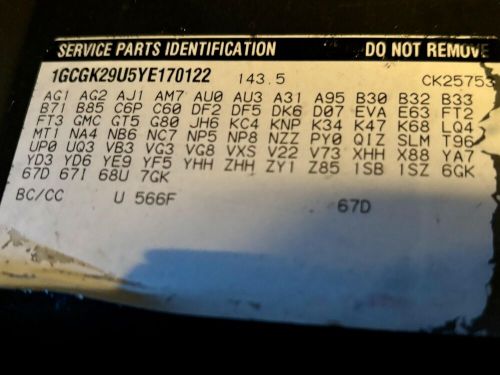 SERVICE PARTS IDENTIFICATION DO NOT REMOVE
1GCGK29U5YE170122 143.5 CK25753
AG1 AG2 AJ1 AM7 AU0 AU3 A31 A95 B30 B32 B33
B71 B85 C6P C60 DF2 DF5 DK6 D07 EVA E63 FT2
FT3 GMC GT5 G80 JH6 KC4 KNP K34 K47 K68 LQ4
MT1 NA4 NB6 NC7 NP5 NP8 NZZ PY0 QIZ SLM T96
UP0 UQ3 VB3 VG3 VG8 VXS V22 V73 XHH X88 YA7
YD3 YD6 YE9 YF5 YHH ZHH ZY1 Z85 1SB 1SZ 6GK
67D 67I 68U 7GK
BC/CC U 566F 67D